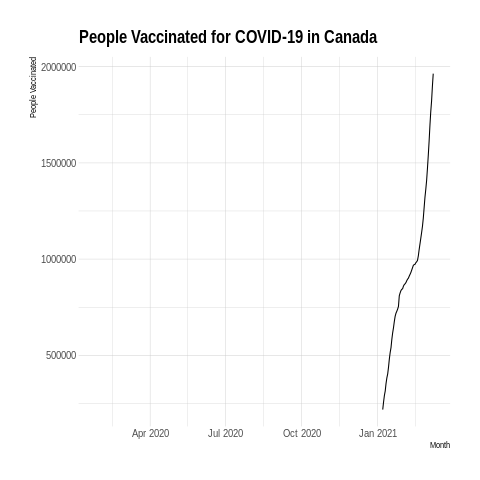 People Vaccinated for COVID-19 in Canada
People Vaccinated
2000000
1500000
1000000
500000
Apr 2020 Jul 2020 Oct 2020 Jan 2021
Month